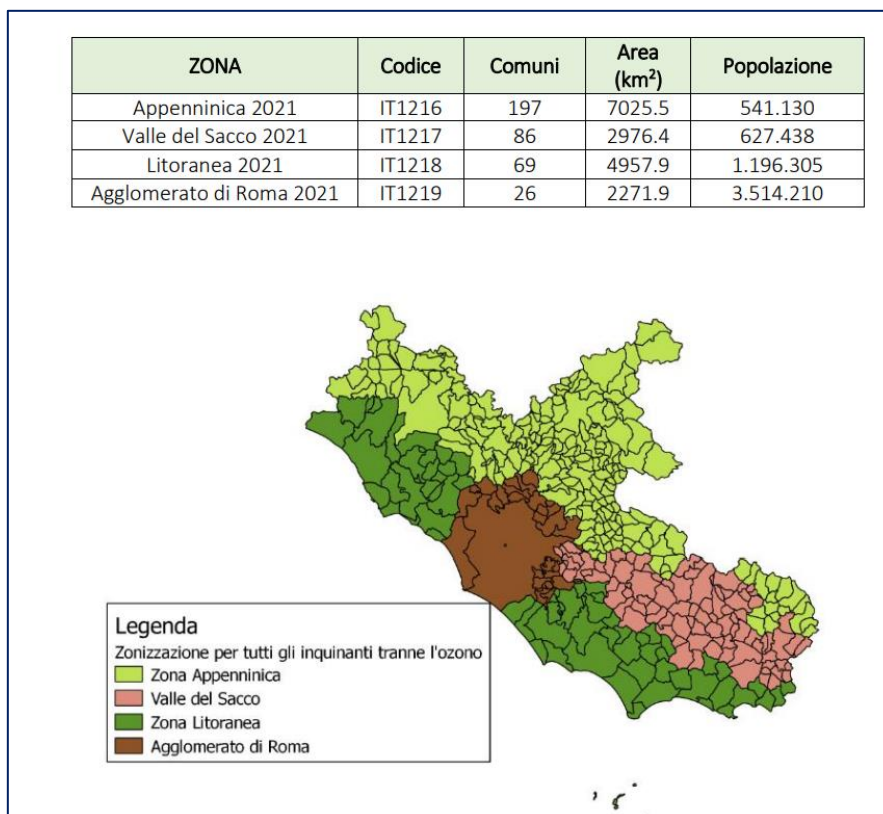 ZONA Codice Comuni Area (km²) Popolazione
Appenninica 2021 IT1216 197 7025.5 541.130
Valle del Sacco 2021 IT1217 86 2976.4 627.438
Litoranea 2021 IT1218 69 4957.9 1.196.305
Agglomerato di Roma 2021 IT1219 26 2271.9 3.514.210
Legenda
Zonizzazione per tutti gli inquinanti tranne l'ozono
Zona Appenninica
Valle del Sacco
Zona Litoranea
Agglomerato di Roma